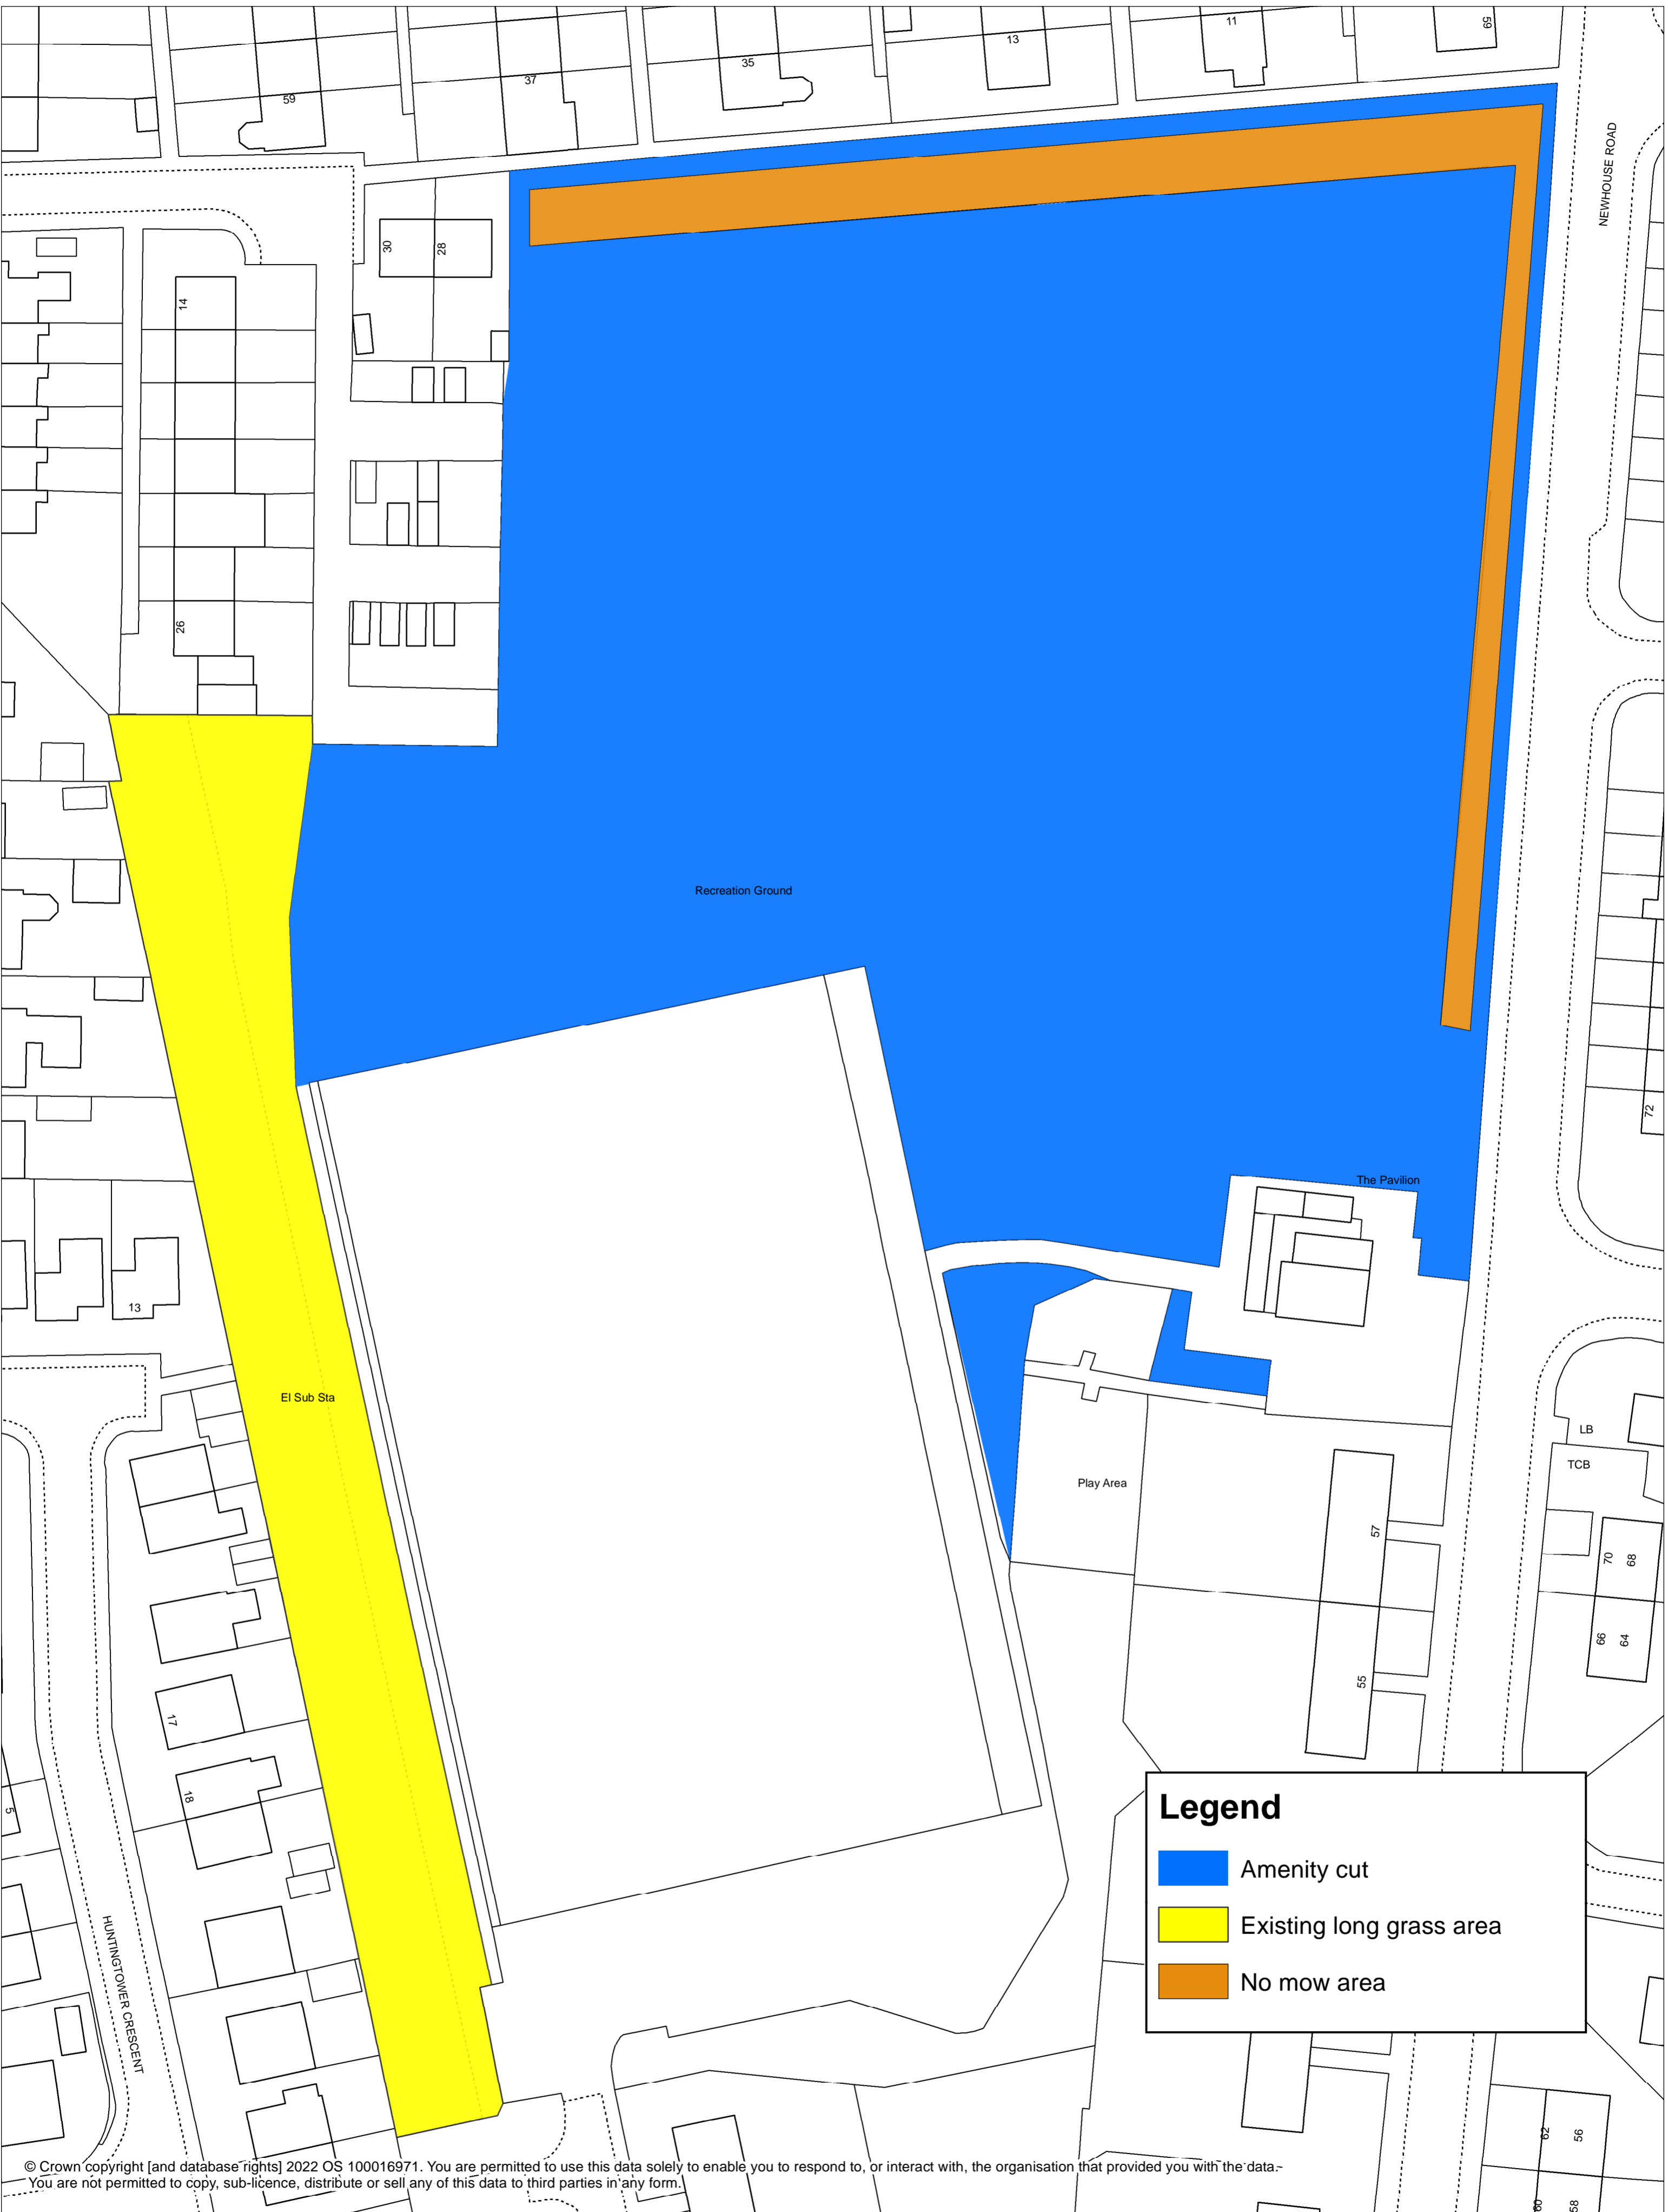 11
59
13
35
37
59
NEWHOUSE ROAD
30
28
14
26
Recreation Ground
72
The Pavilion
13
El Sub Sta
LB
TCB
Play Area
57
70
68
66
64
55
17
18
5
Legend
Amenity cut
Existing long grass area
No mow area
HUNTINGTOWER CRESCENT
62
56
© Crown copyright [and database rights] 2022 OS 100016971. You are permitted to use this data solely to enable you to respond to, or interact with, the organisation that provided you with the data.
You are not permitted to copy, sub-licence, distribute or sell any of this data to third parties in any form.
60
58